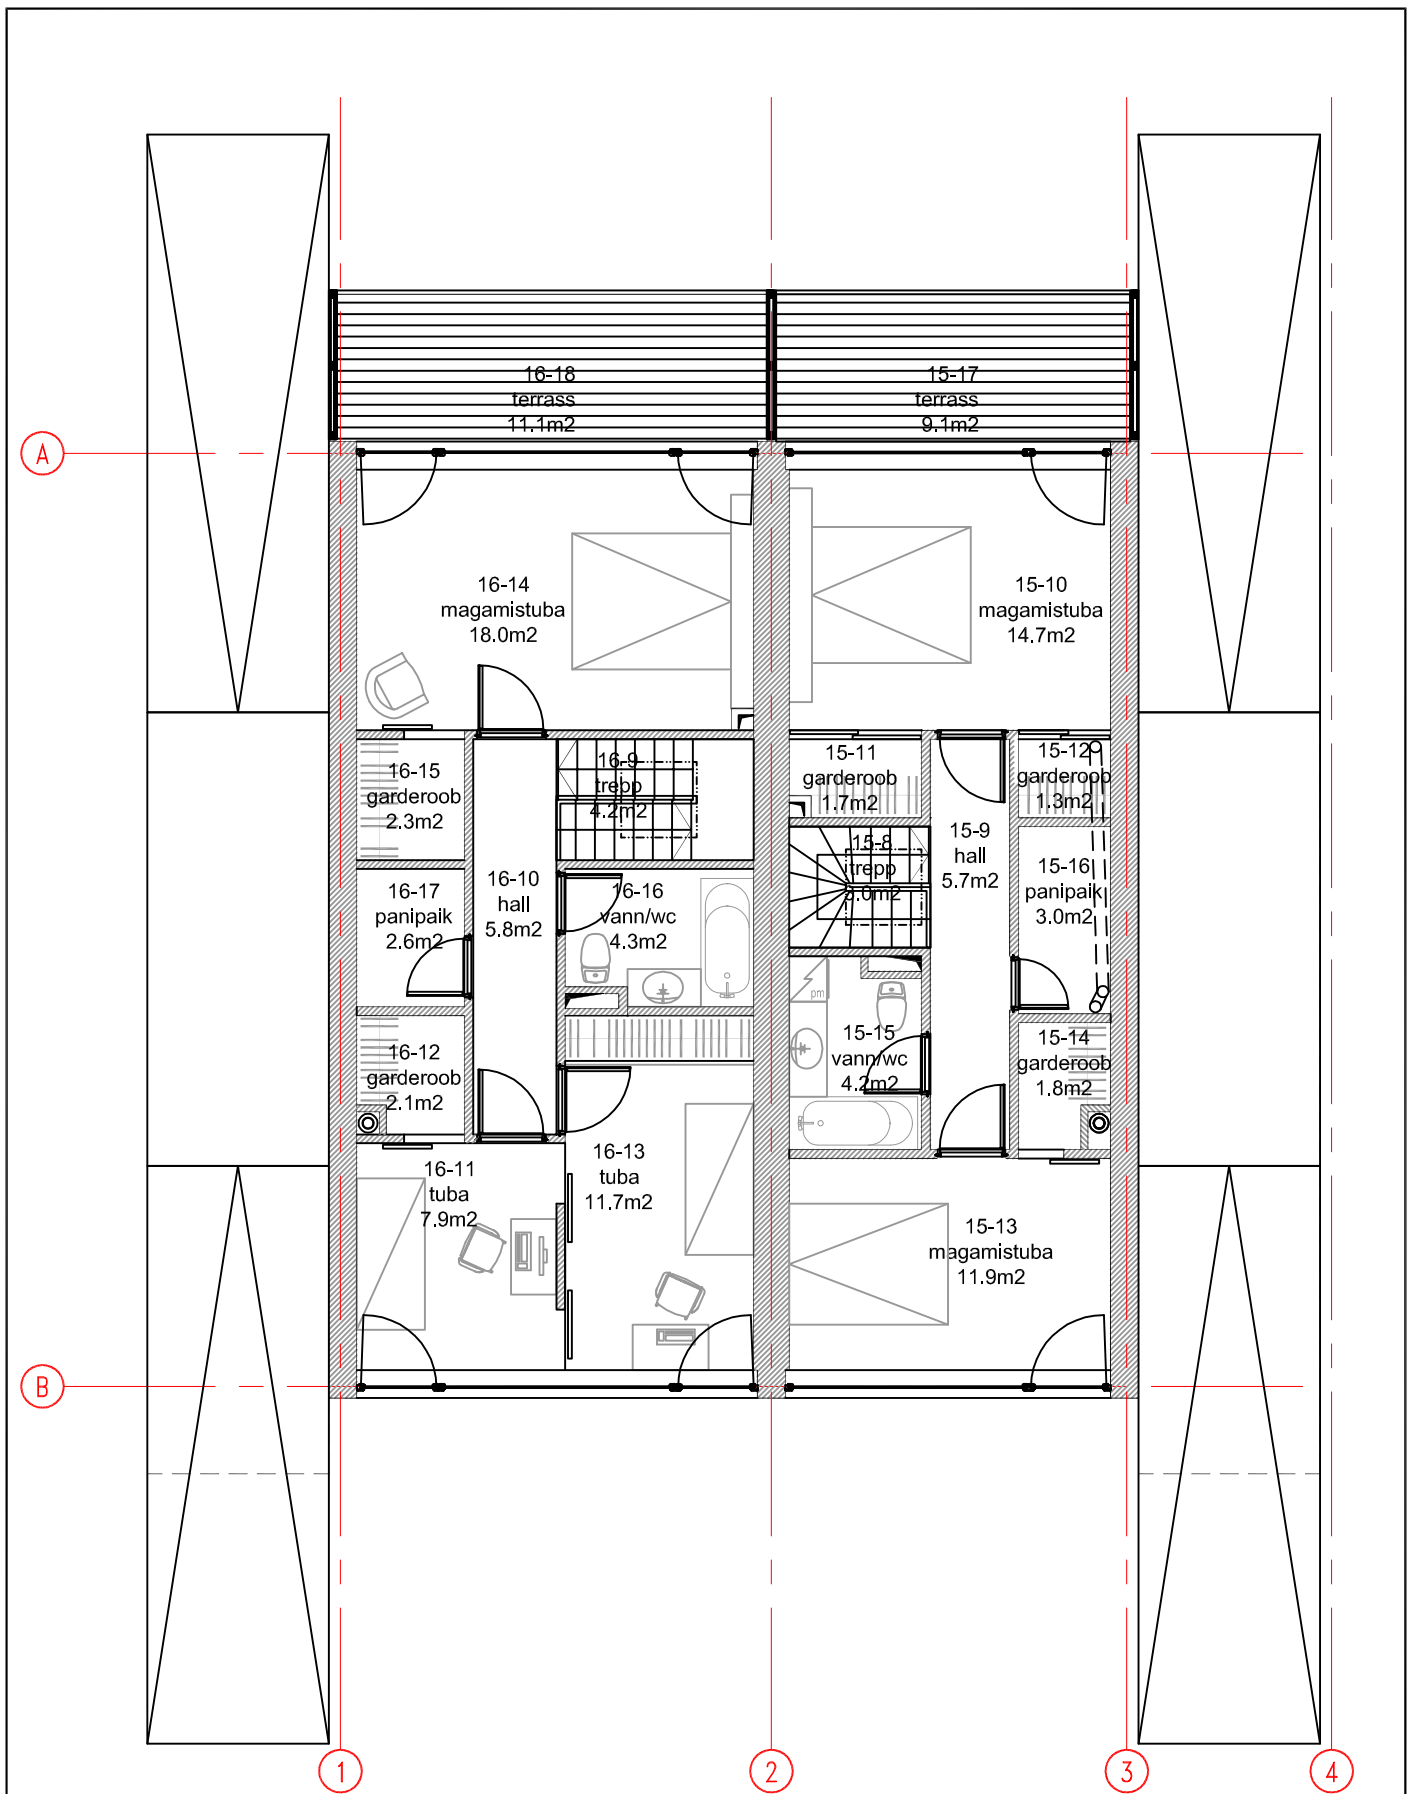 16-18
terrass
11.1m2
15-17
terrass
9.1m2
A
16-14
magamistuba
18.0m2
15-10
magamistuba
14.7m2
16-15
garderoob
2.3m2
16-9
trepp
4.2m2
15-11
garderoob
1.7m2
15-12
garderoob
1.3m2
15-9
hall
5.7m2
15-8
trepp
5.0m2
15-16
panipaik
3.0m2
16-17
panipaik
2.6m2
16-10
hall
5.8m2
16-16
vann/wc
4.3m2
pm
16-12
garderoob
2.1m2
15-15
vann/wc
4.2m2
15-14
garderoob
1.8m2
16-11
tuba
7.9m2
16-13
tuba
11.7m2
15-13
magamistuba
11.9m2
B
1
2
3
4